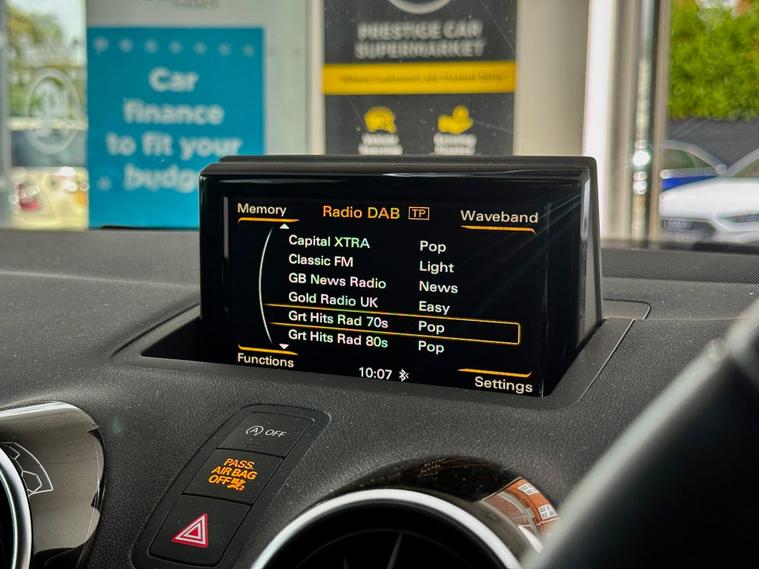 PRESTIGE CAR
SUPERMARKET
Car
finance
to fit your
budge
Memory
Radio DAB TP
Waveband
Capital XTRA Pop
Classic FM Light
GB News Radio News
Gold Radio UK Easy
Grt Hits Rad 70s Pop
Grt Hits Rad 80s Pop
Functions
10:07
Settings
OFF
PASS.
AIR BAG
OFF